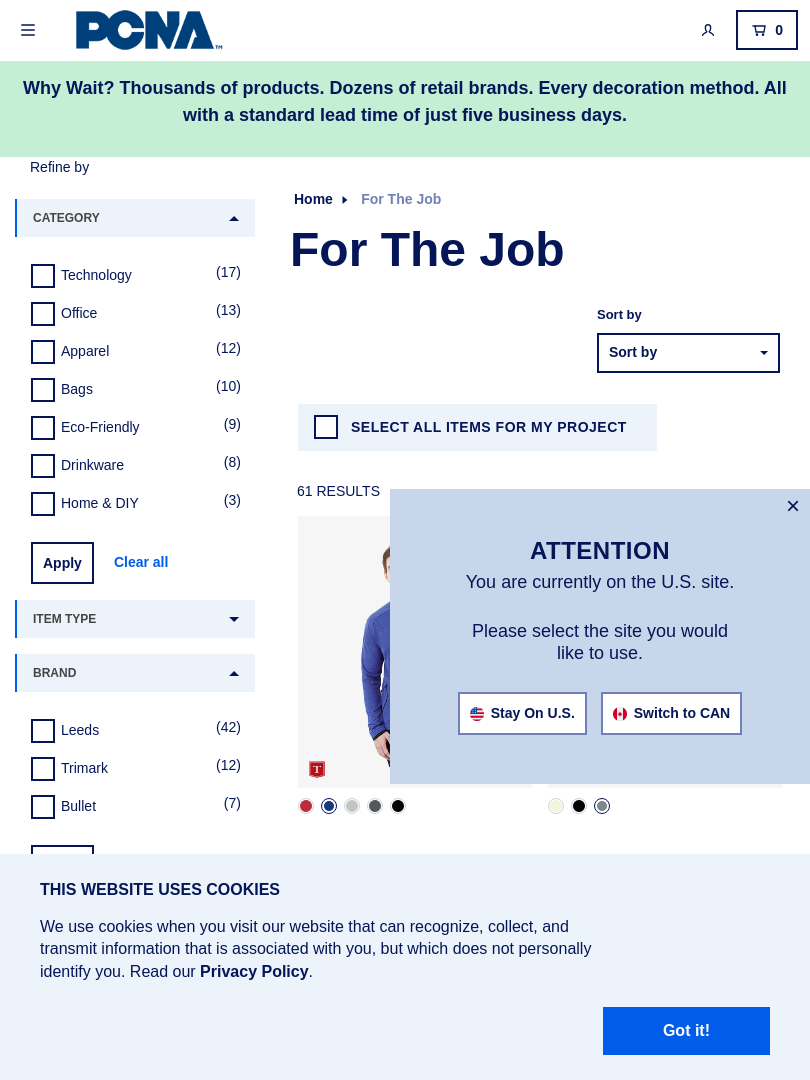 PCNA™
0
Why Wait? Thousands of products. Dozens of retail brands. Every decoration method. All
with a standard lead time of just five business days.
Refine by
Home
For The Job
CATEGORY
For The Job
Technology (17)
Office (13)
Apparel (12)
Bags (10)
Eco-Friendly (9)
Drinkware (8)
Home & DIY (3)
Apply
Clear all
ITEM TYPE
BRAND
Leeds (42)
Trimark (12)
Bullet (7)
Sort by
Sort by
SELECT ALL ITEMS FOR MY PROJECT
61 RESULTS
T
ATTENTION
You are currently on the U.S. site.
Please select the site you would
like to use.
Stay On U.S.
Switch to CAN
THIS WEBSITE USES COOKIES
We use cookies when you visit our website that can recognize, collect, and
transmit information that is associated with you, but which does not personally
identify you. Read our Privacy Policy.
Got it!